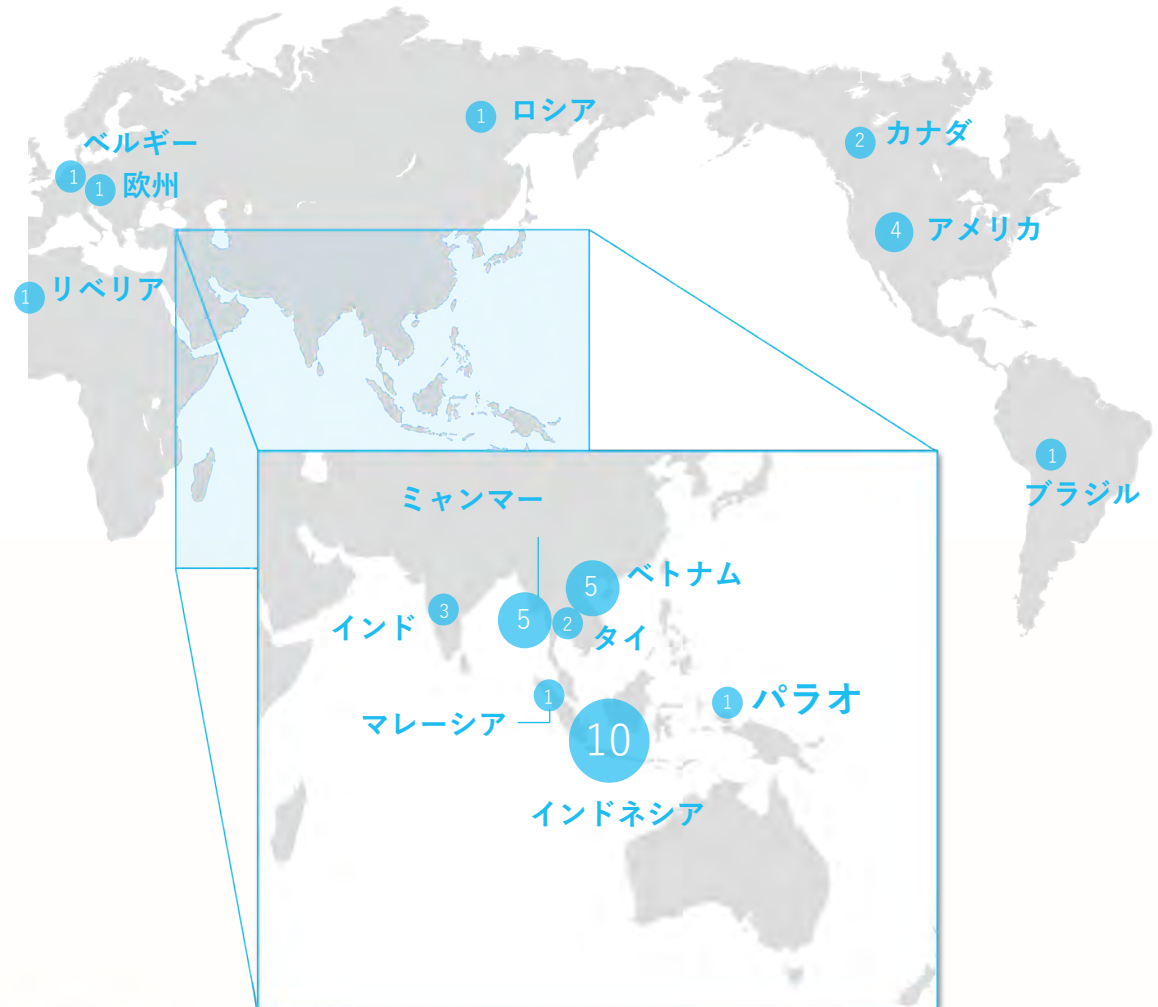 1 ロシア
2 カナダ
ベルギー
1
1 欧州
4 アメリカ
1 リベリア
1
ブラジル
ミャンマー
5 ベトナム
3
インド
5
2
タイ
1
マレーシア
1 パラオ
10
インドネシア